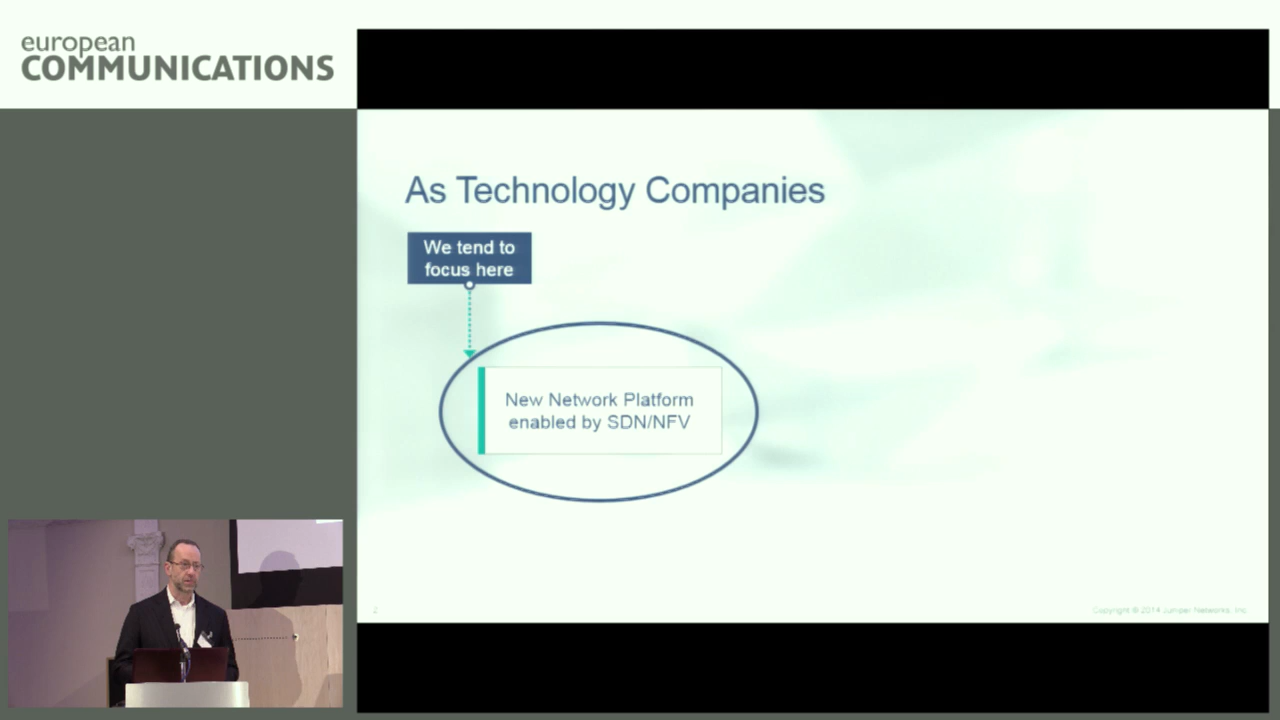 european
COMMUNICATIONS
As Technology Companies
We tend to
focus here
New Network Platform
enabled by SDN/NFV
2
Copyright © 2014 Juniper Networks, Inc.